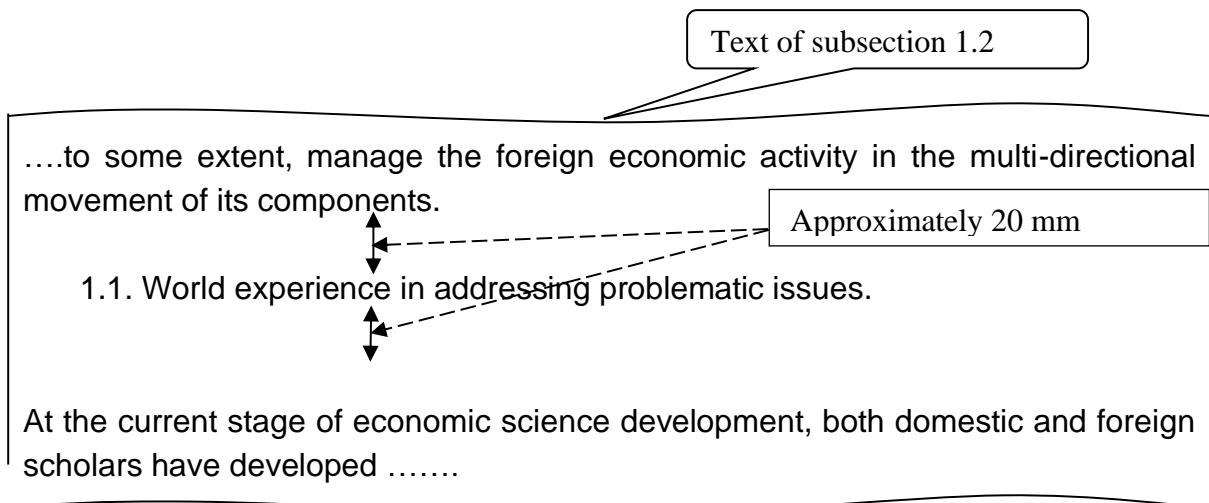 Text of subsection 1.2
….to some extent, manage the foreign economic activity in the multi-directional
movement of its components.
Approximately 20 mm
1.1. World experience in addressing problematic issues.
At the current stage of economic science development, both domestic and foreign
scholars have developed …….